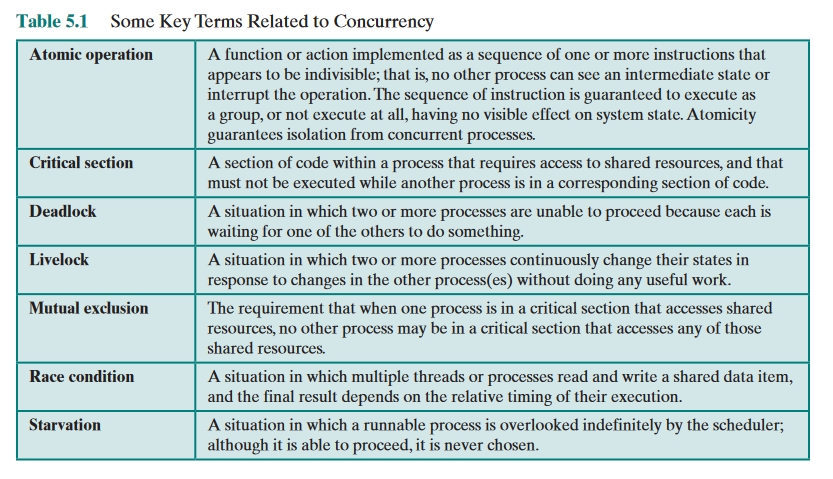 Table 5.1 Some Key Terms Related to Concurrency
Atomic operation A function or action implemented as a sequence of one or more instructions that
appears to be indivisible; that is, no other process can see an intermediate state or
interrupt the operation. The sequence of instruction is guaranteed to execute as
a group, or not execute at all, having no visible effect on system state. Atomicity
guarantees isolation from concurrent processes.
Critical section A section of code within a process that requires access to shared resources, and that
must not be executed while another process is in a corresponding section of code.
Deadlock A situation in which two or more processes are unable to proceed because each is
waiting for one of the others to do something.
Livelock A situation in which two or more processes continuously change their states in
response to changes in the other process(es) without doing any useful work.
Mutual exclusion The requirement that when one process is in a critical section that accesses shared
resources, no other process may be in a critical section that accesses any of those
shared resources.
Race condition A situation in which multiple threads or processes read and write a shared data item,
and the final result depends on the relative timing of their execution.
Starvation A situation in which a runnable process is overlooked indefinitely by the scheduler;
although it is able to proceed, it is never chosen.